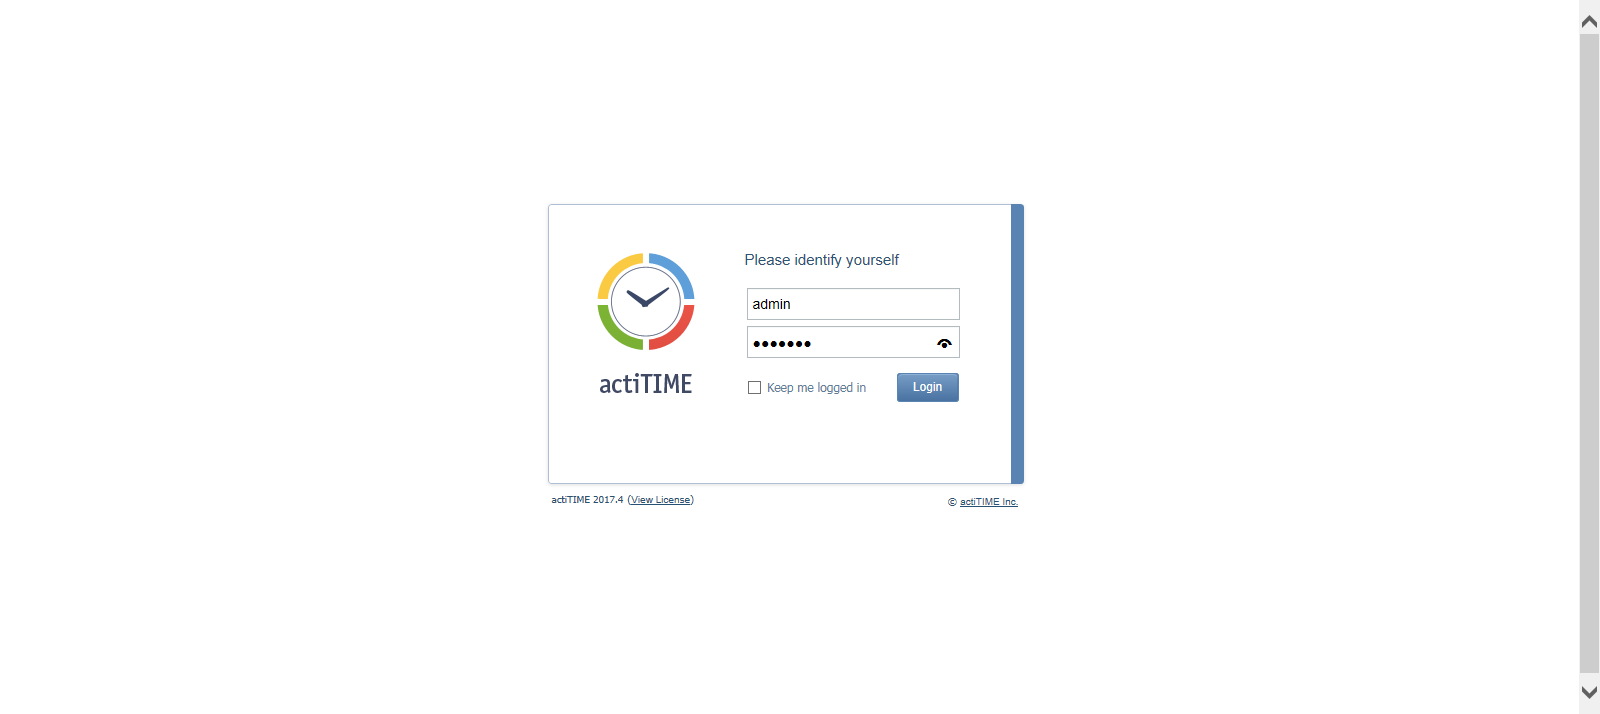 Please identify yourself
admin
•••••••
Keep me logged in
Login
actiTIME
actiTIME 2017.4 (View License)
© actiTIME Inc.